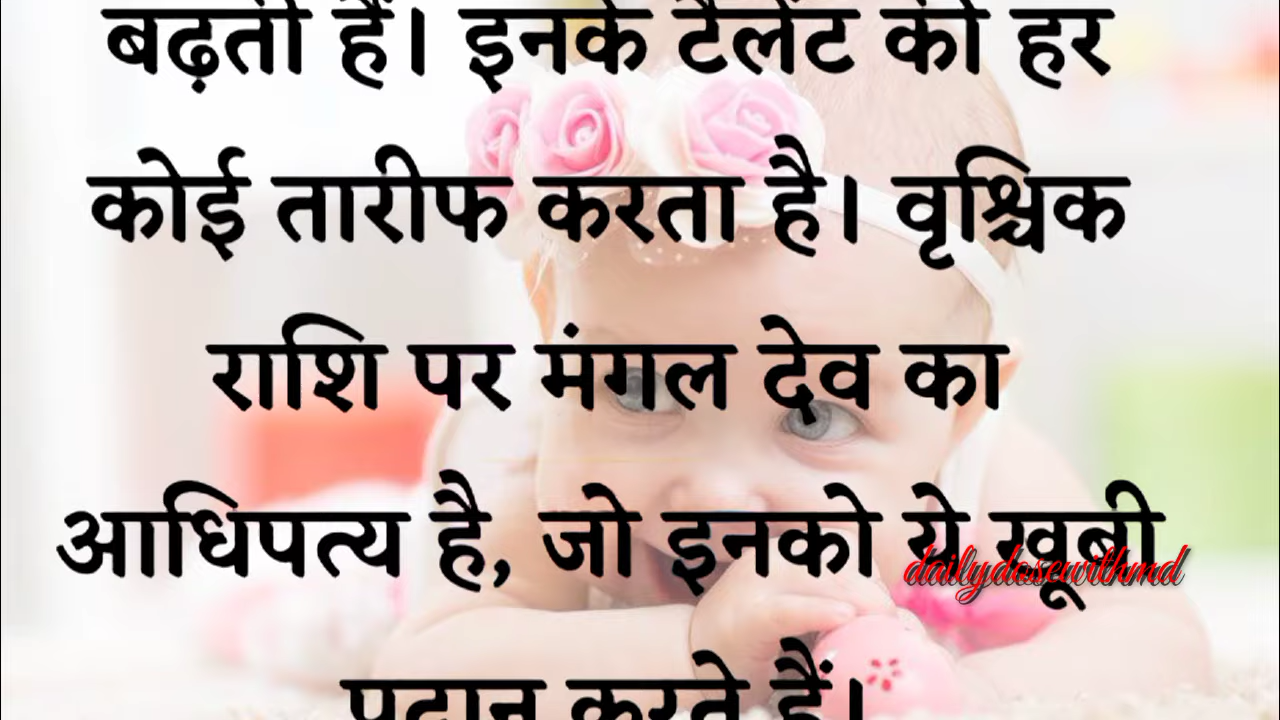 बढ़ती हैं। इनके टैलेंट की हर
कोई तारीफ करता है। वृश्चिक
राशि पर मंगल देव का
आधिपत्य है, जो इनको ये खूबी
dailydosewithmd
प्रदान करते हैं।